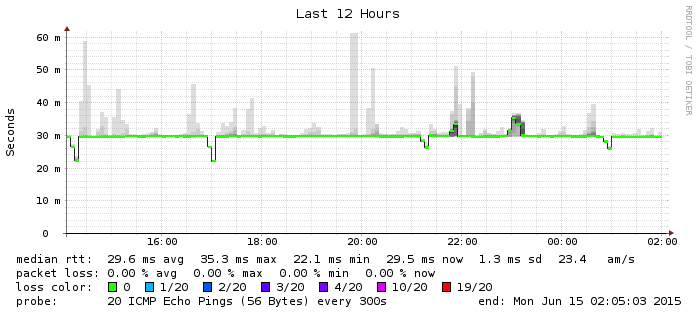 Last 12 Hours
RRDTOOL / TOBI OETIKER
Seconds
60 m
50 m
40 m
30 m
20 m
10 m
0
16:00 18:00 20:00 22:00 00:00 02:00
median rtt: 29.6 ms avg 35.3 ms max 22.1 ms min 29.5 ms now 1.3 ms sd 23.4 am/s
packet loss: 0.00 % avg 0.00 % max 0.00 % min 0.00 % now
loss color: 0 1/20 2/20 3/20 4/20 10/20 19/20
probe: 20 ICMP Echo Pings (56 Bytes) every 300s end: Mon Jun 15 02:05:03 2015